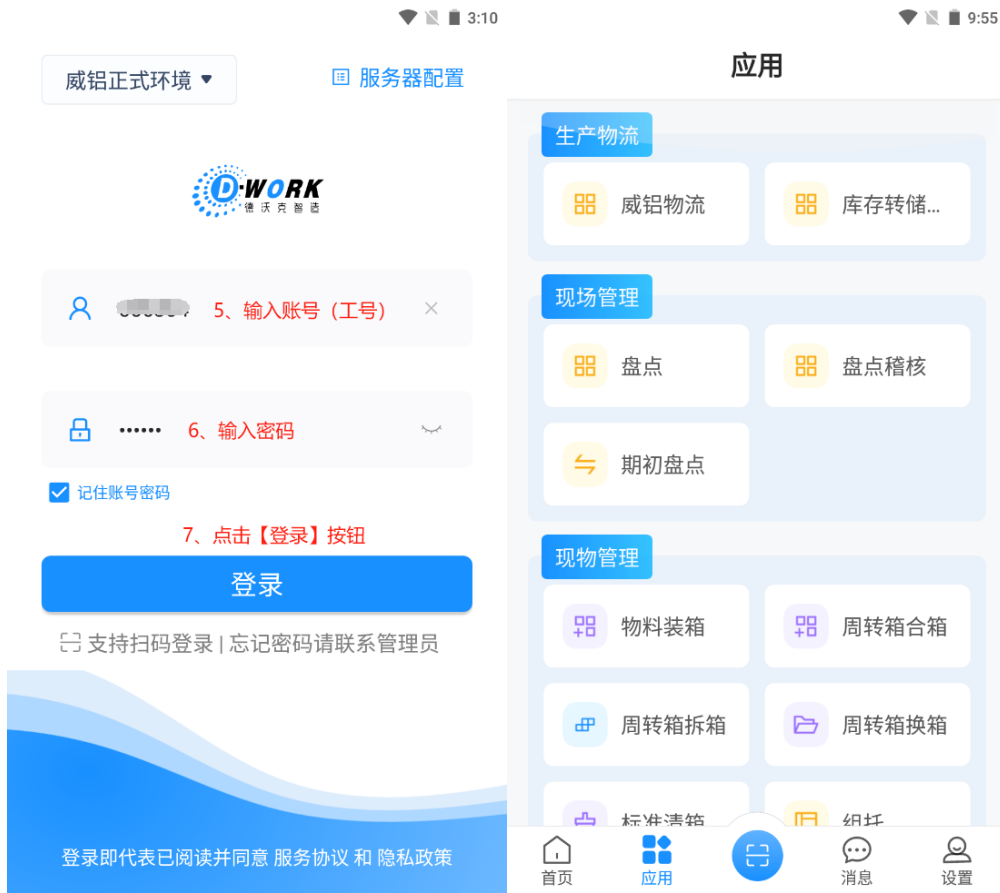 3:10
威铝正式环境
服务器配置
D-WORK
德沃克智造
5、输入账号（工号）
6、输入密码
记住账号密码
7、点击【登录】按钮
登录
支持扫码登录 | 忘记密码请联系管理员
登录即代表已阅读并同意 服务协议 和 隐私政策
9:55
应用
生产物流
威铝物流
库存转储...
现场管理
盘点
盘点稽核
期初盘点
现物管理
物料装箱
周转箱合箱
周转箱拆箱
周转箱换箱
标准清箱
组托
首页
应用
消息
设置